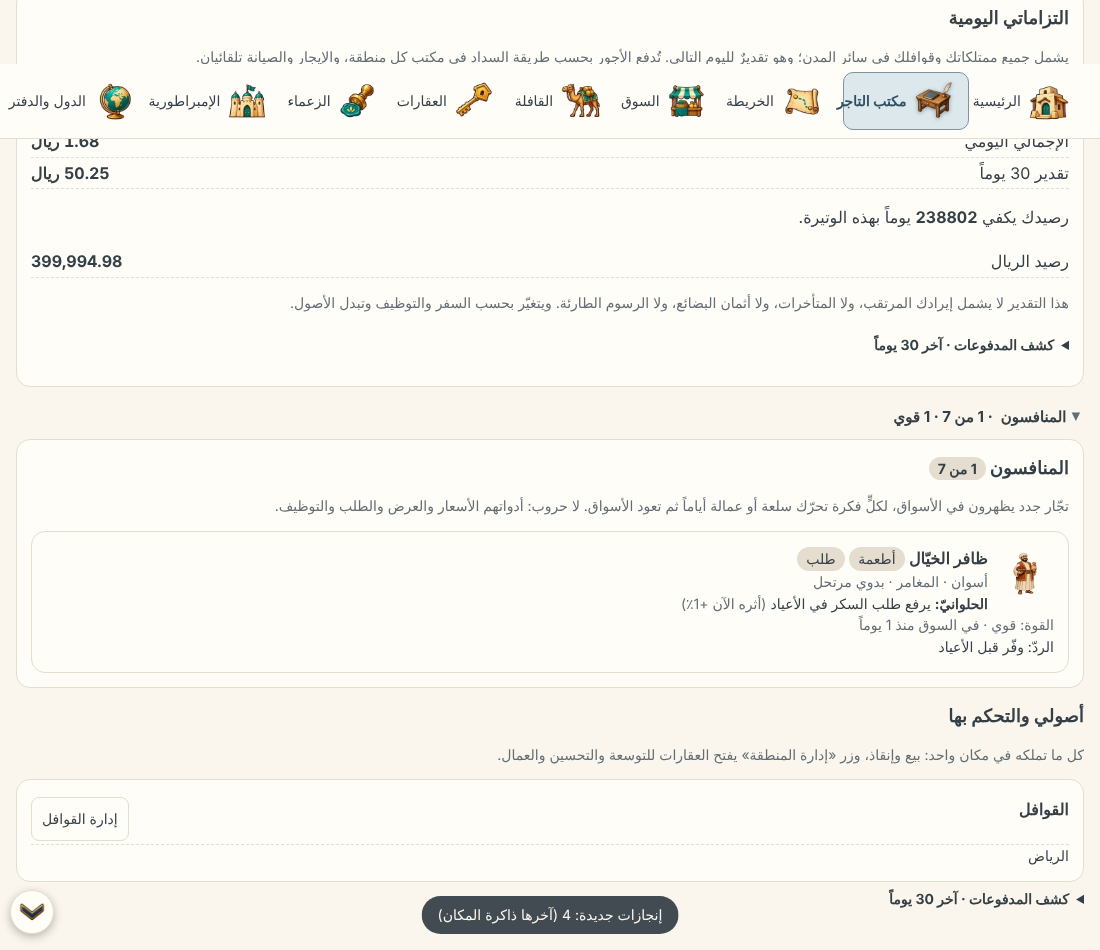 التزاماتي اليومية
يشمل جميع ممتلكاتك وقوافلك في سائر المدن؛ وهو تقديرٌ لليوم التالي. تُدفع الأجور بحسب طريقة السداد في مكتب كل منطقة، والإيجار والصيانة تلقائيان.
الرئيسية
مكتب التاجر
الخريطة
السوق
القافلة
العقارات
الزعماء
الإمبراطورية
الدول والدفتر
الإجمالي اليومي 1.68 ريال
تقدير 30 يوماً 50.25 ريال
رصيدك يكفي 238802 يوماً بهذه الوتيرة.
رصيد الريال 399,994.98
هذا التقدير لا يشمل إيرادك المرتقب، ولا المتأخرات، ولا أثمان البضائع، ولا الرسوم الطارئة. ويتغيّر بحسب السفر والتوظيف وتبدل الأصول.
◀ كشف المدفوعات · آخر 30 يوماً
▼ المنافسون · 1 من 7 · 1 قوي
المنافسون 1 من 7
تجّار جدد يظهرون في الأسواق، لكلٍّ فكرة تحرّك سلعة أو عمالة أياماً ثم تعود الأسواق. لا حروب: أدواتهم الأسعار والعرض والطلب والتوظيف.
ظافر الخيّال أطعمة طلب
أسوان · المغامر · بدوي مرتحل
الحلوانيّ: يرفع طلب السكر في الأعياد (أثره الآن +1٪)
القوة: قوي · في السوق منذ 1 يوماً
الردّ: وفّر قبل الأعياد
أصولي والتحكم بها
كل ما تملكه في مكان واحد: بيع وإنقاذ، وزر «إدارة المنطقة» يفتح العقارات للتوسعة والتحسين والعمال.
القوافل إدارة القوافل
الرياض
◀ كشف المدفوعات · آخر 30 يوماً
إنجازات جديدة: 4 (آخرها ذاكرة المكان)